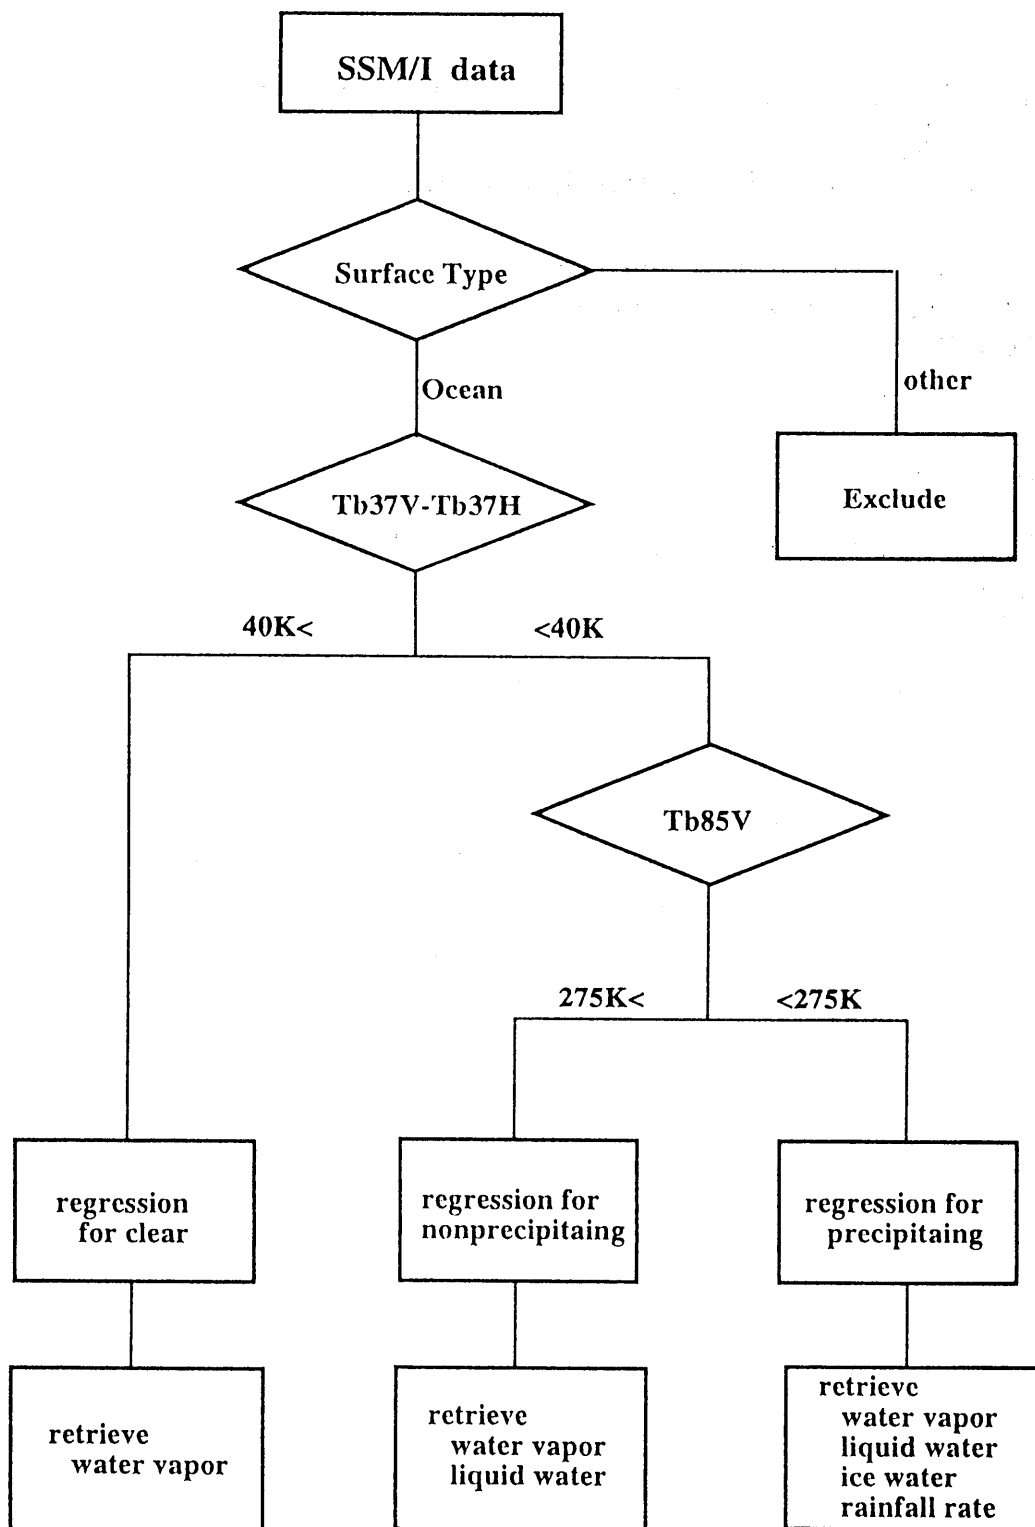 SSM/I data
Surface Type
Ocean
other
Tb37V-Tb37H
Exclude
40K<
<40K
Tb85V
275K<
<275K
regression
for clear
regression for
nonprecipitaing
regression for
precipitaing
retrieve
water vapor
retrieve
water vapor
liquid water
retrieve
water vapor
liquid water
ice water
rainfall rate